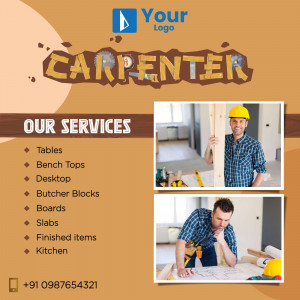 Your
Logo
CARPENTER
OUR SERVICES
Tables
Bench Tops
Desktop
Butcher Blocks
Boards
Slabs
Finished items
Kitchen
+91 0987654321